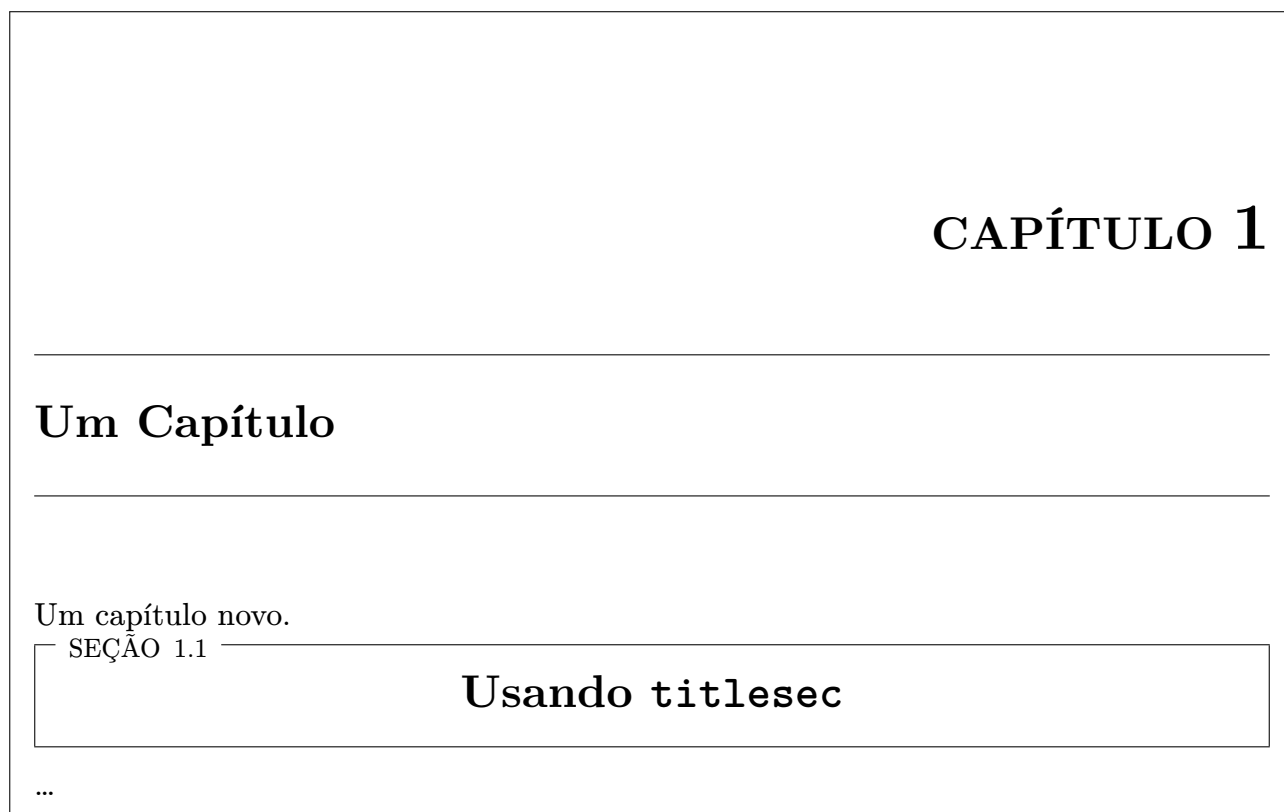 CAPÍTULO 1
Um Capítulo
Um capítulo novo.
SEÇÃO 1.1
Usando titlesec
...